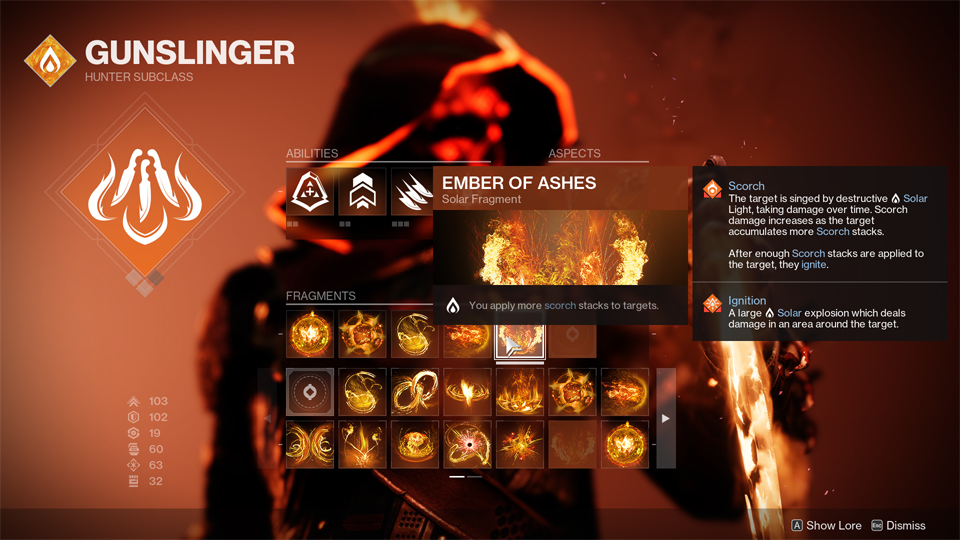 GUNSLINGER
HUNTER SUBCLASS
ABILITIES
ASPECTS
EMBER OF ASHES
Solar Fragment
You apply more scorch stacks to targets.
Scorch
The target is singed by destructive Solar
Light, taking damage over time. Scorch
damage increases as the target
accumulates more Scorch stacks.
After enough Scorch stacks are applied to
the target, they ignite.
Ignition
A large Solar explosion which deals
damage in an area around the target.
FRAGMENTS
103
102
19
60
63
32
A Show Lore Esc Dismiss